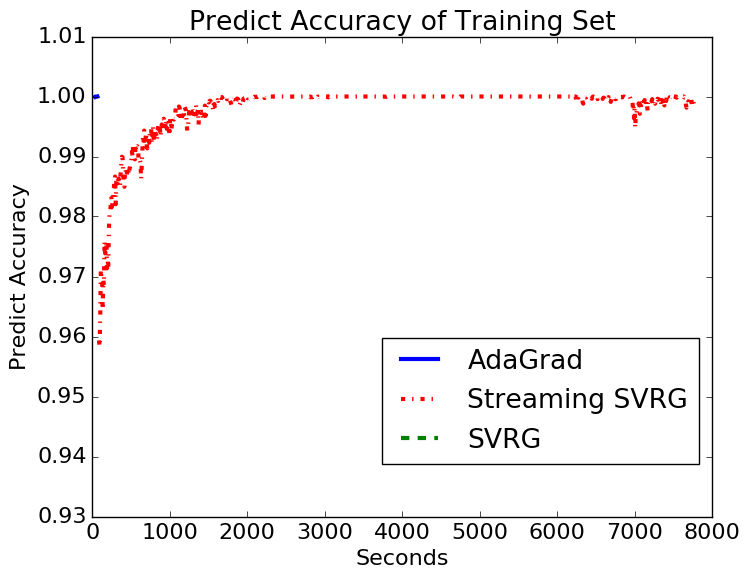 Predict Accuracy of Training Set
1.01
1.00
0.99
0.98
0.97
0.96
0.95
0.94
0.93
Predict Accuracy
AdaGrad
Streaming SVRG
SVRG
0 1000 2000 3000 4000 5000 6000 7000 8000
Seconds